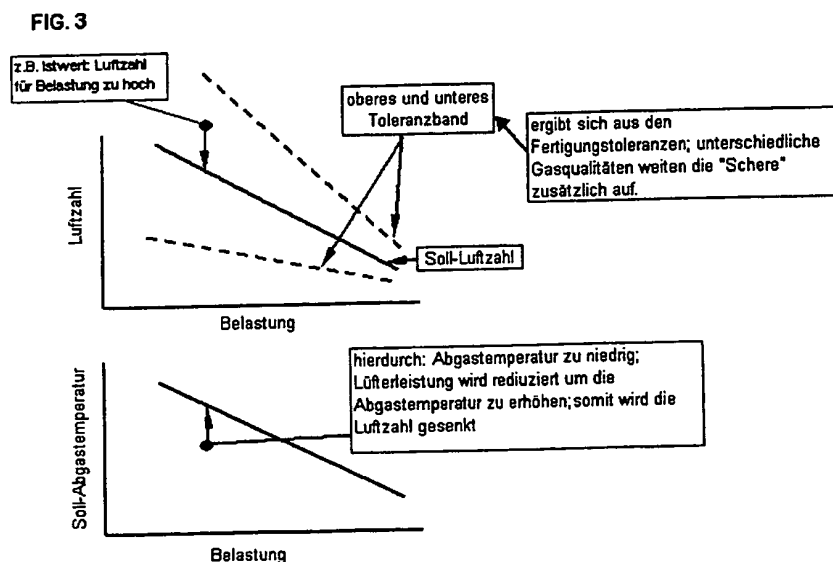 FIG. 3
z.B. Istwert: Luftzahl
für Belastung zu hoch
oberes und unteres
Toleranzband
ergibt sich aus den
Fertigungstoleranzen; unterschiedliche
Gasqualitäten weiten die "Schere"
zusätzlich auf.
Luftzahl
Soll-Luftzahl
Belastung
hierdurch: Abgastemperatur zu niedrig;
Lüfterleistung wird rediuziert um die
Abgastemperatur zu erhöhen; somit wird die
Luftzahl gesenkt
Soll-Abgastemperatur
Belastung